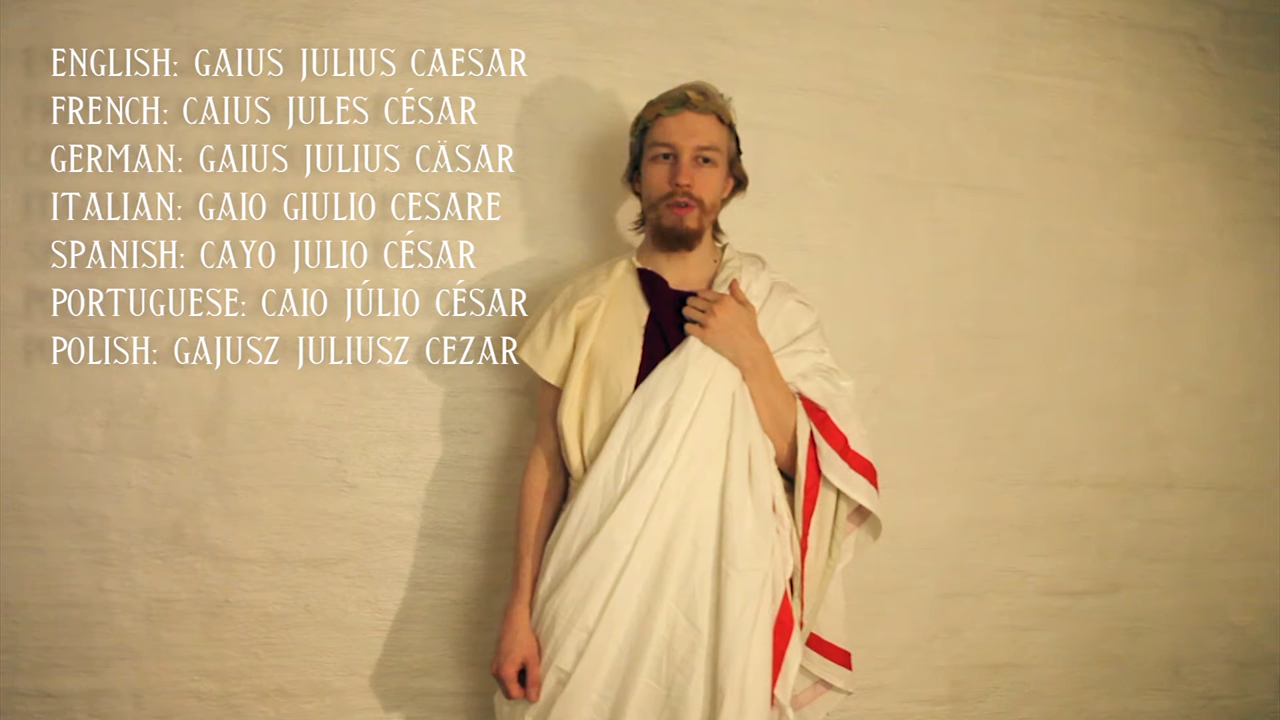 ENGLISH: GAIUS JULIUS CAESAR
FRENCH: CAIUS JULES CÉSAR
GERMAN: GAIUS JULIUS CÄSAR
ITALIAN: GAIO GIULIO CESARE
SPANISH: CAYO JULIO CÉSAR
PORTUGUESE: CAIO JÚLIO CÉSAR
POLISH: GAJUSZ JULIUSZ CEZAR